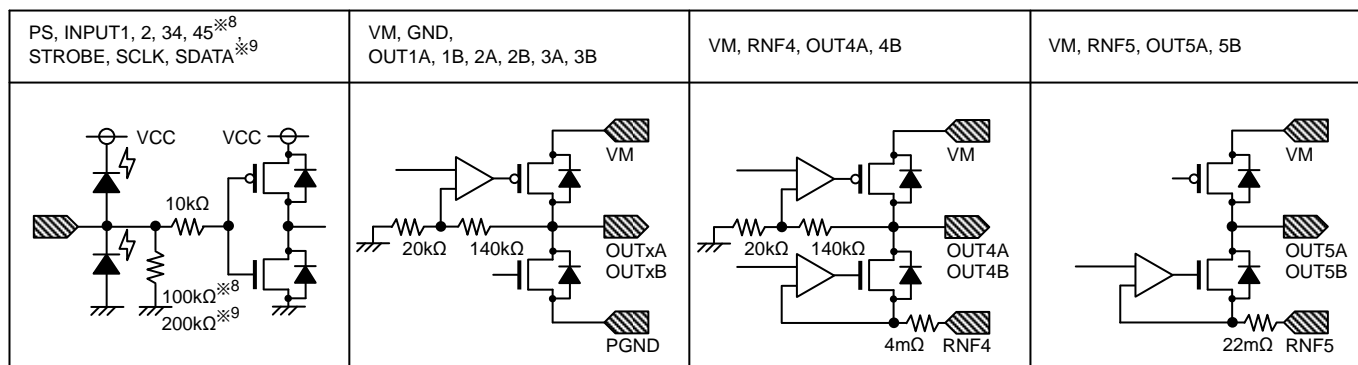 PS, INPUT1, 2, 34, 45※8,
STROBE, SCLK, SDATA※9
VCC
VCC
10kΩ
100kΩ※8
200kΩ※9
VM, GND,
OUT1A, 1B, 2A, 2B, 3A, 3B
VM
20kΩ
140kΩ
OUTxA
OUTxB
PGND
VM, RNF4, OUT4A, 4B
VM
20kΩ
140kΩ
OUT4A
OUT4B
4mΩ
RNF4
VM, RNF5, OUT5A, 5B
VM
OUT5A
OUT5B
22mΩ
RNF5